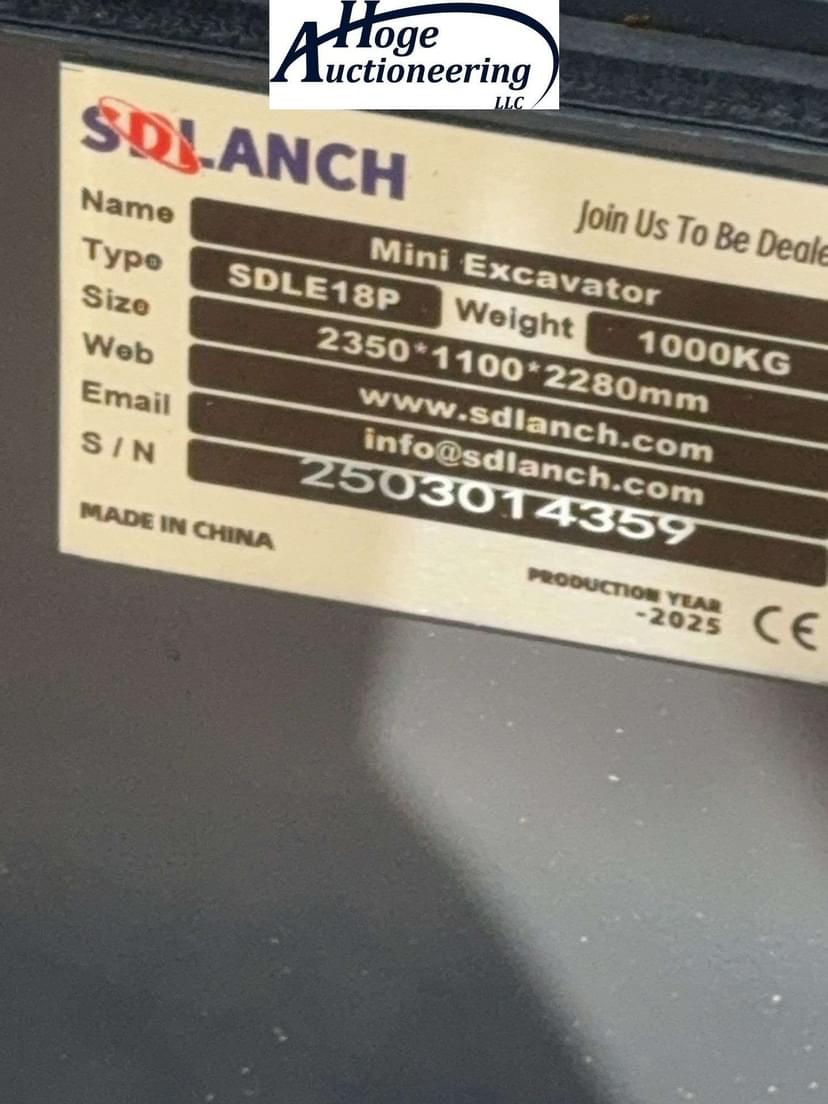 Hoge
Auctioneering
LLC
SDLANCH
Join Us To Be Deale
Name Mini Excavator
Type SDLE18P Weight 1000KG
Size 2350*1100*2280mm
Web www.sdlanch.com
Email info@sdlanch.com
S/N 2503014359
MADE IN CHINA
PRODUCTION YEAR
-2025
CE